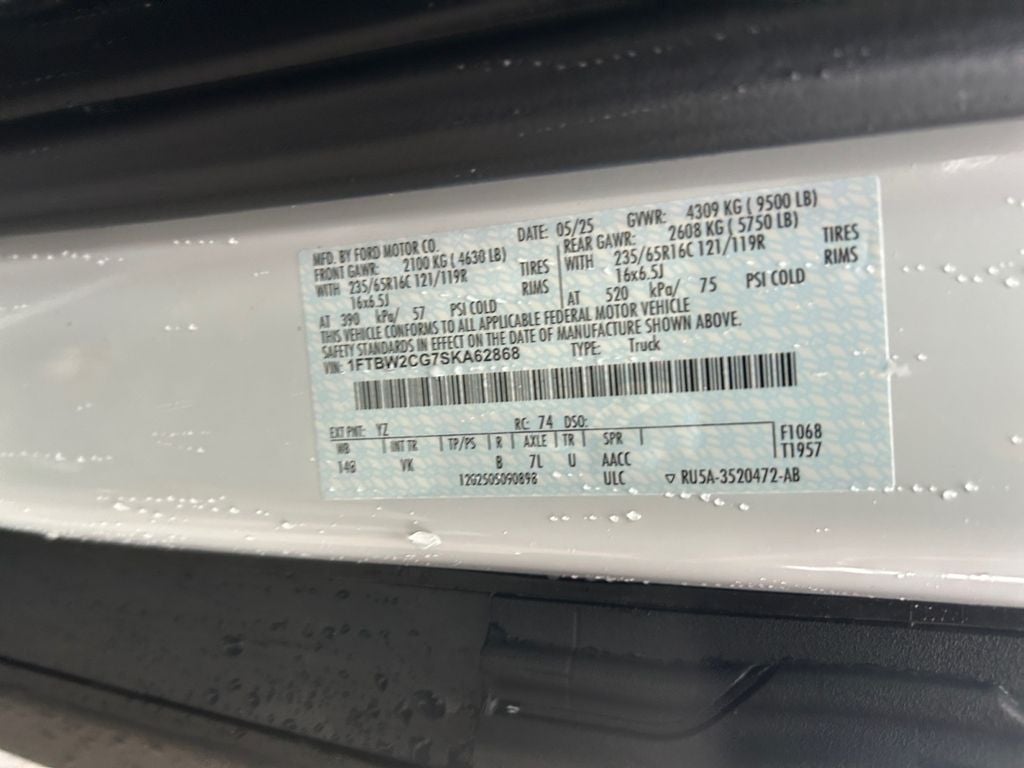 MFD. BY FORD MOTOR CO. DATE: 05/25 GVWR: 4309 KG ( 9500 LB)
FRONT GAWR: 2100 KG ( 4630 LB) REAR GAWR: 2608 KG ( 5750 LB)
WITH 235/65R16C 121/119R TIRES WITH 235/65R16C 121/119R TIRES
16x6.5J RIMS 16x6.5J RIMS
AT 390 kPa/ 57 PSI COLD AT 520 kPa/ 75 PSI COLD
THIS VEHICLE CONFORMS TO ALL APPLICABLE FEDERAL MOTOR VEHICLE
SAFETY STANDARDS IN EFFECT ON THE DATE OF MANUFACTURE SHOWN ABOVE.
VIN: 1FTBW2CG7SKA62868 TYPE: Truck
EXT PNT: YZ RC: 74 DSO:
WB INT TR TP/PS R AXLE TR SPR F1068
148 VK B 7L U AACC T1957
1202505090898 ULC ▽ RU5A-3520472-AB